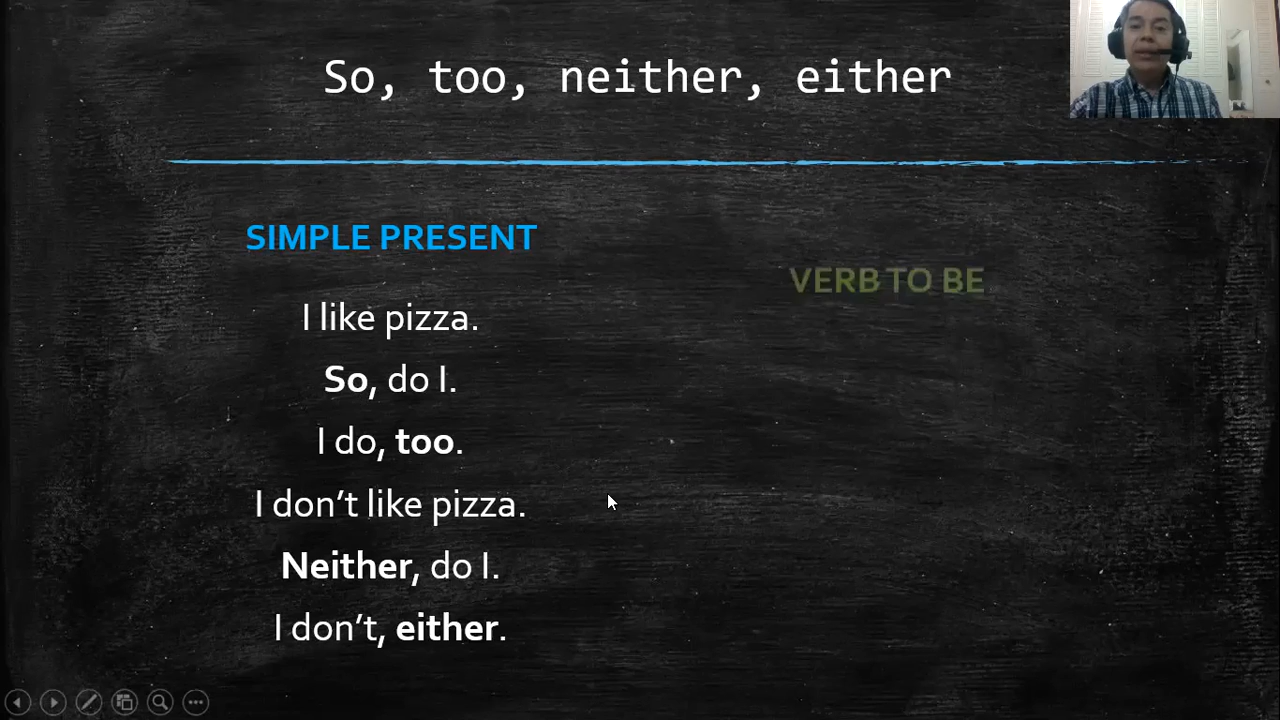 So, too, neither, either
SIMPLE PRESENT
VERB TO BE
I like pizza.
So, do I.
I do, too.
I don’t like pizza.
Neither, do I.
I don’t, either.